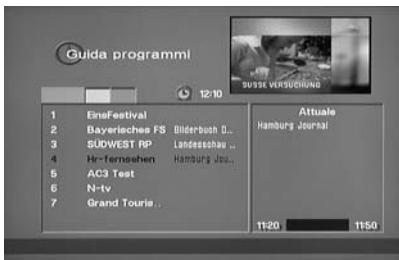 Guida programmi
12:10
SÜSSE VERSUCHUNG
1 EinsFestival
2 Bayerisches FS Bilderbuch D..
3 SÜDWEST RP Landesschau ..
4 Hr-fernsehen Hamburg Jou..
5 AC3 Test
6 N-tv
7 Grand Touris..
Attuale
Hamburg Journal
11:20 11:50